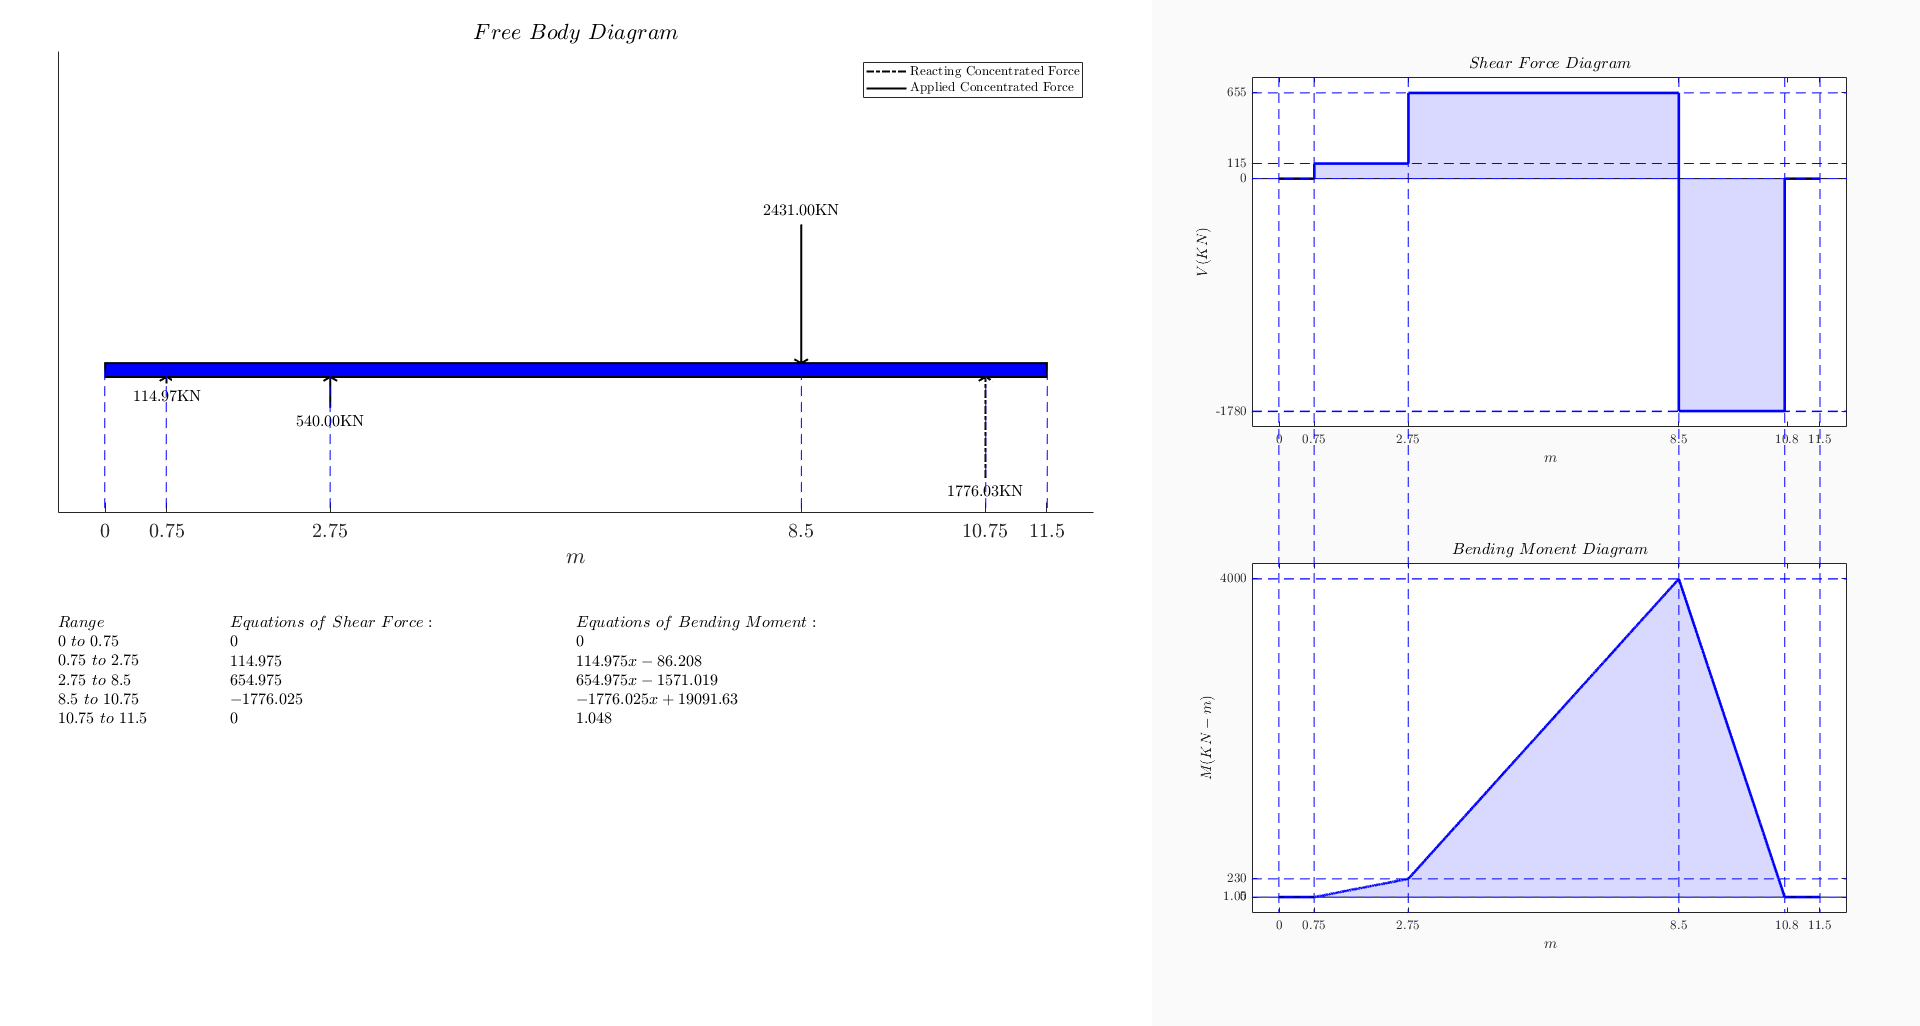 Free Body Diagram
Reacting Concentrated Force
Applied Concentrated Force
2431.00KN
114.97KN
540.00KN
1776.03KN
0 0.75 2.75 8.5 10.75 11.5
m
Range Equations of Shear Force : Equations of Bending Moment :
0 to 0.75 0 0
0.75 to 2.75 114.975 114.975x − 86.208
2.75 to 8.5 654.975 654.975x − 1571.019
8.5 to 10.75 −1776.025 −1776.025x + 19091.63
10.75 to 11.5 0 1.048
Shear Force Diagram
655
115
0
-1780
V(KN)
0 0.75 2.75 8.5 10.8 11.5
m
Bending Monent Diagram
4000
230
1.05
0
M(KN − m)
0 0.75 2.75 8.5 10.8 11.5
m